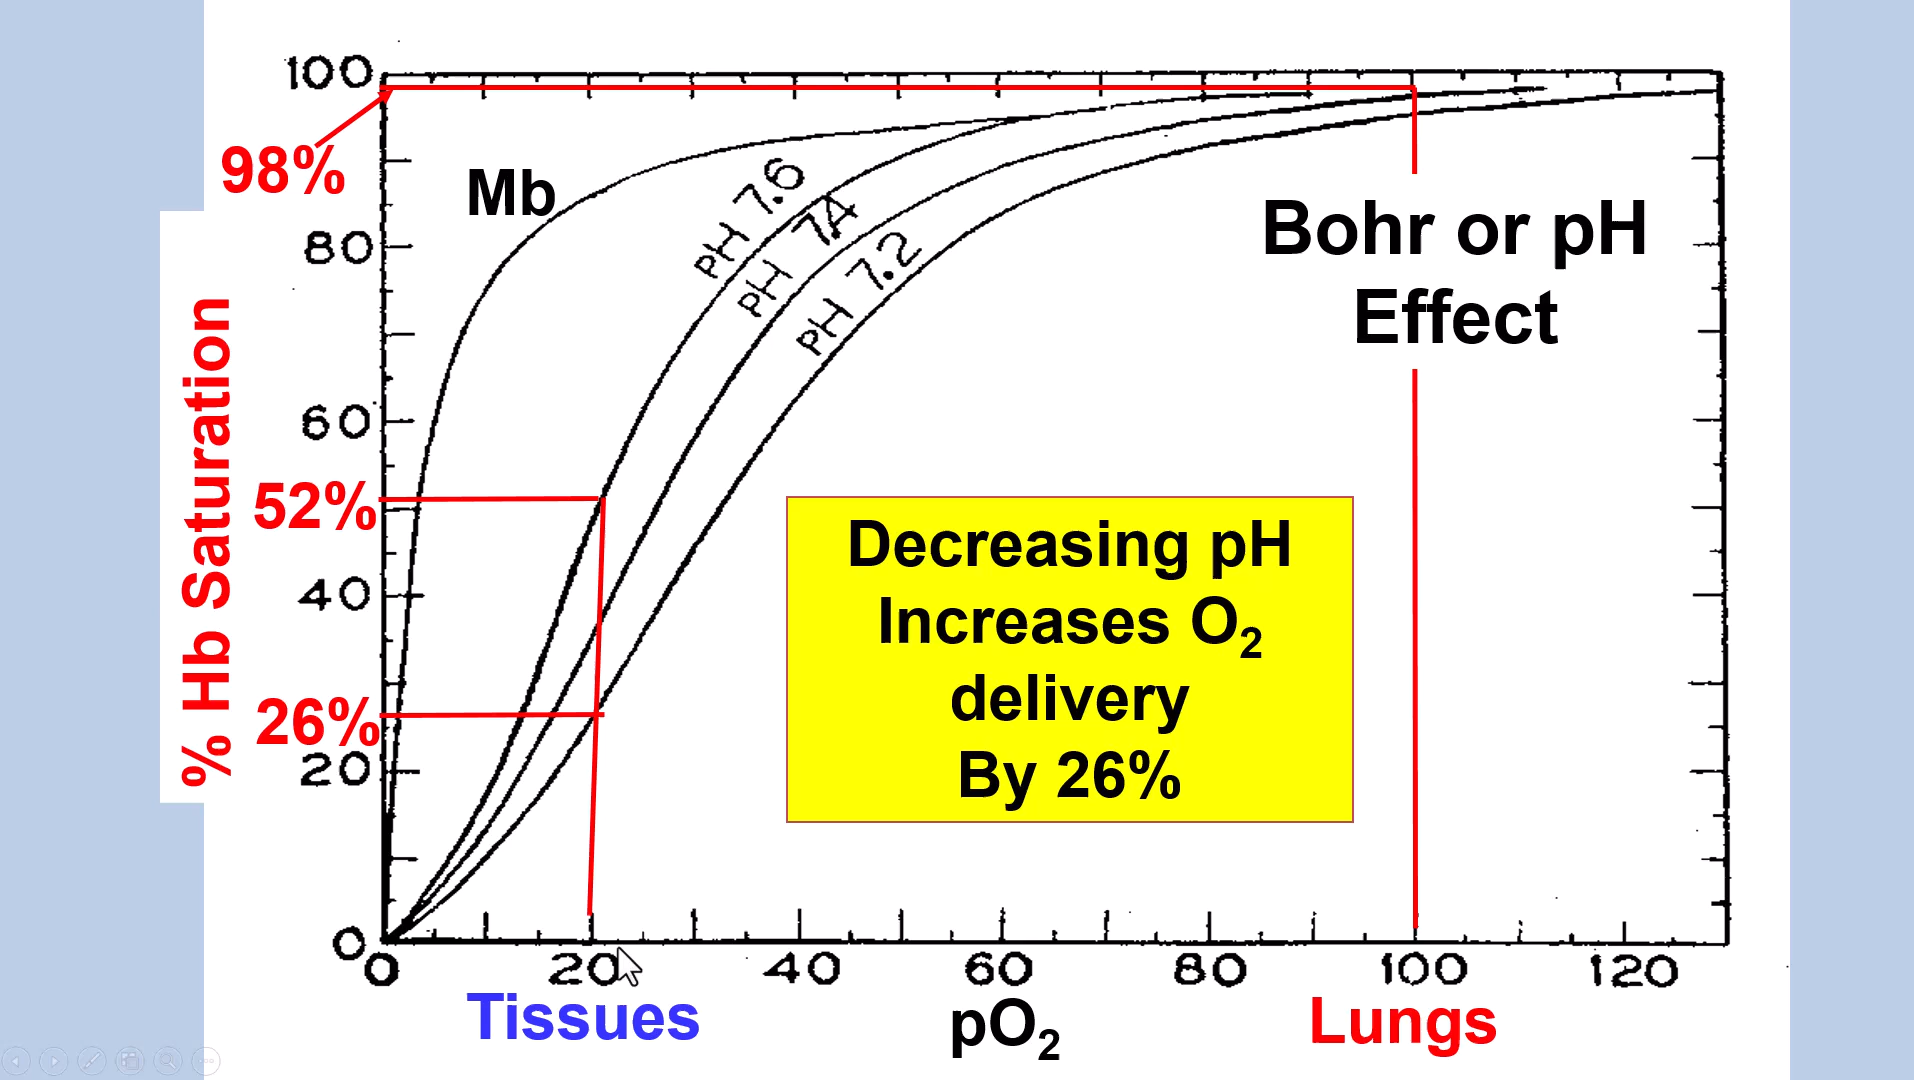 100
98%
Mb
pH 7.6
pH 7.4
pH 7.2
Bohr or pH
Effect
80
% Hb Saturation
60
52%
Decreasing pH
Increases O₂
delivery
By 26%
40
26%
20
0
0 20 40 60 80 100 120
Tissues pO₂ Lungs